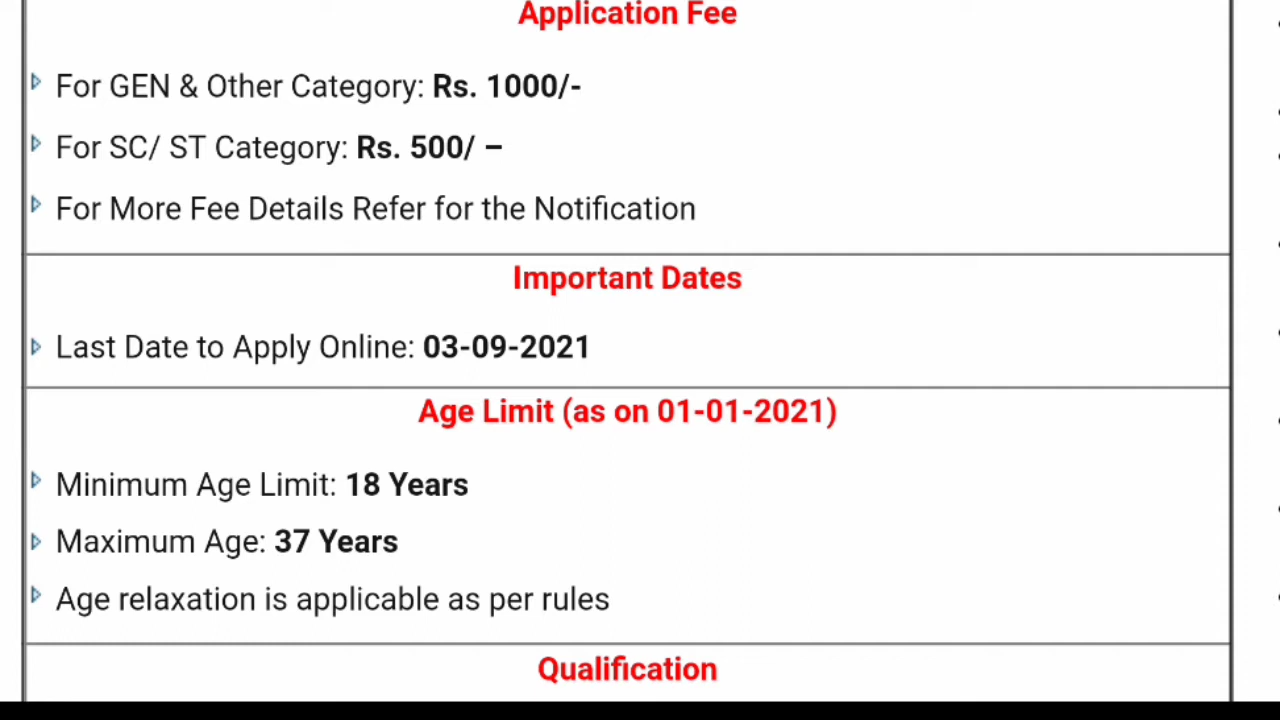 Application Fee
For GEN & Other Category: Rs. 1000/-
For SC/ ST Category: Rs. 500/ –
For More Fee Details Refer for the Notification
Important Dates
Last Date to Apply Online: 03-09-2021
Age Limit (as on 01-01-2021)
Minimum Age Limit: 18 Years
Maximum Age: 37 Years
Age relaxation is applicable as per rules
Qualification